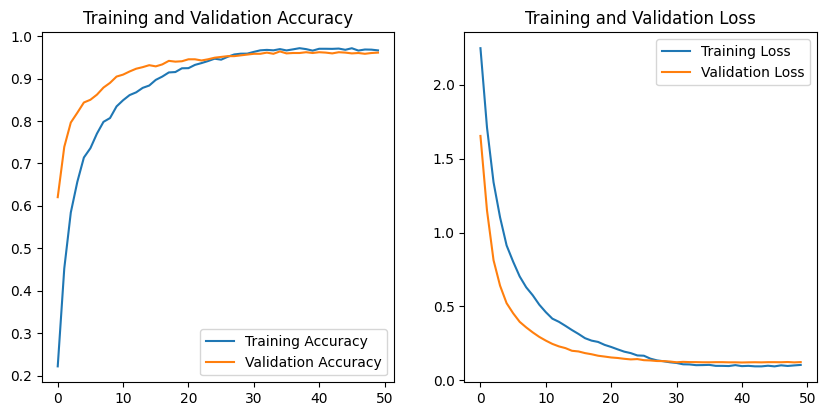 Training and Validation Accuracy
1.0
0.9
0.8
0.7
0.6
0.5
0.4
0.3
0.2
Training Accuracy
Validation Accuracy
0 10 20 30 40 50
Training and Validation Loss
Training Loss
Validation Loss
2.0
1.5
1.0
0.5
0.0
0 10 20 30 40 50